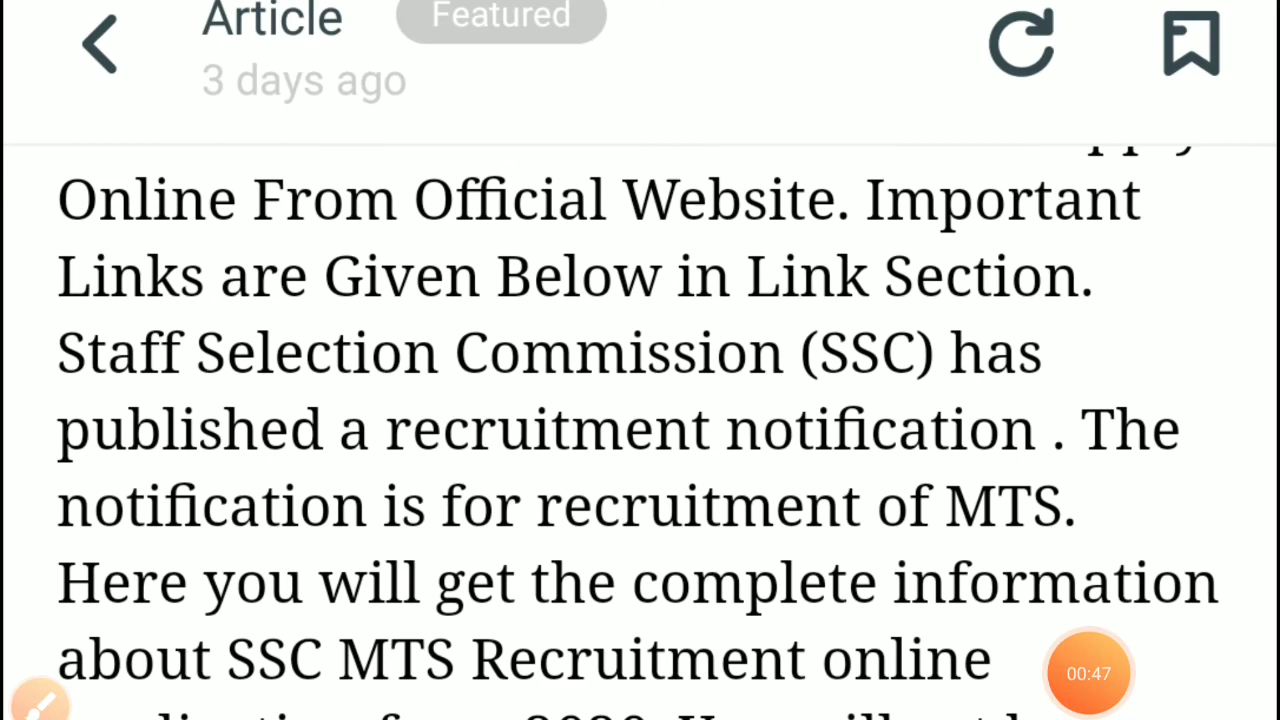 Article Featured
3 days ago
Online From Official Website. Important
Links are Given Below in Link Section.
Staff Selection Commission (SSC) has
published a recruitment notification . The
notification is for recruitment of MTS.
Here you will get the complete information
about SSC MTS Recruitment online
00:47